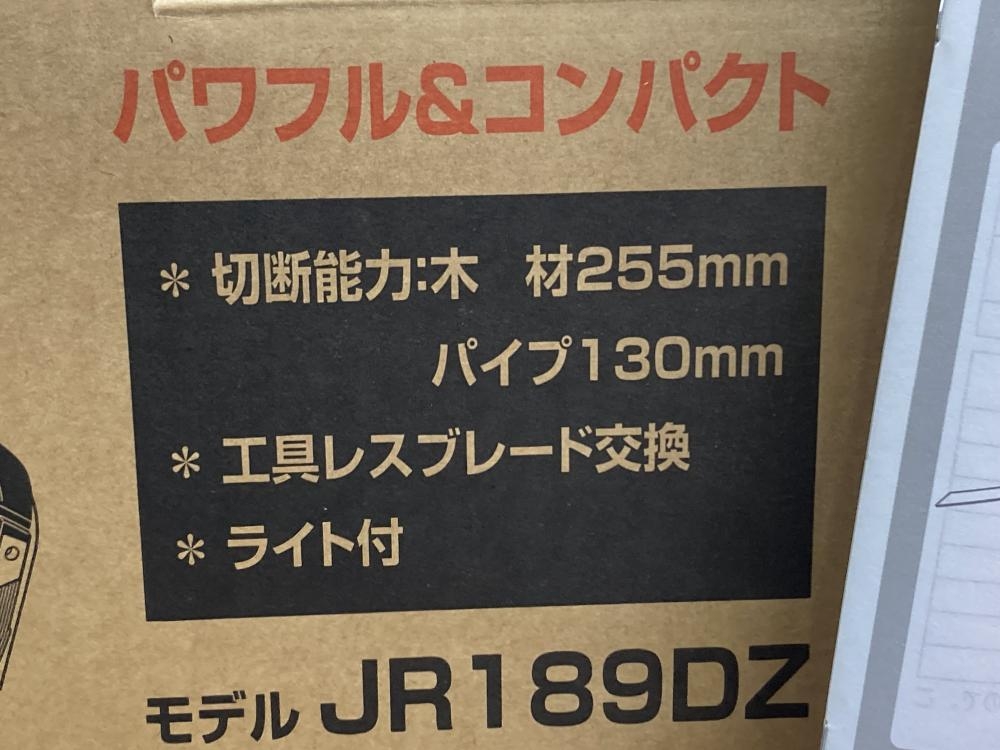 パワフル&コンパクト
* 切断能力:木　材255mm
パイプ130mm
* 工具レスブレード交換
* ライト付
モデル JR189DZ